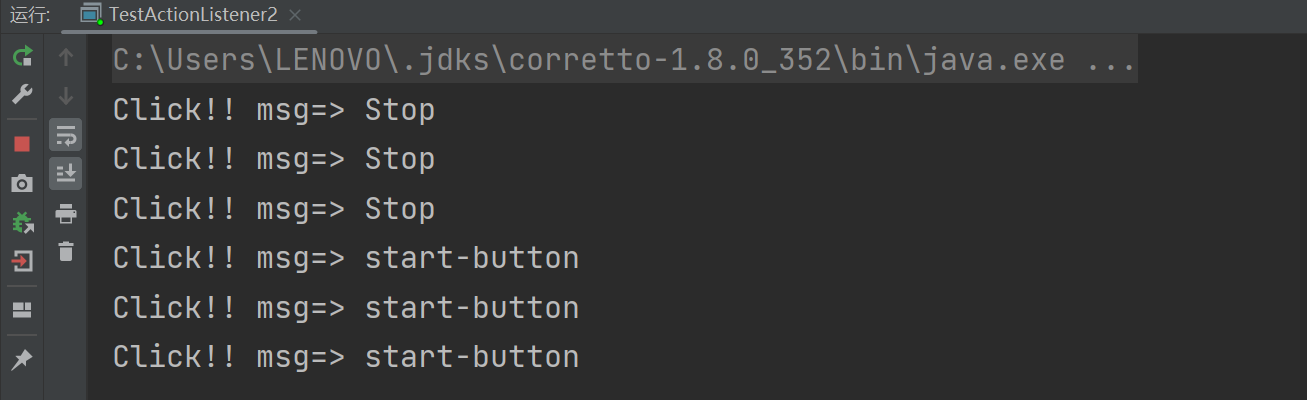 运行: TestActionListener2
C:\Users\LENOVO\.jdks\corretto-1.8.0_352\bin\java.exe ...
Click!! msg=> Stop
Click!! msg=> Stop
Click!! msg=> Stop
Click!! msg=> start-button
Click!! msg=> start-button
Click!! msg=> start-button